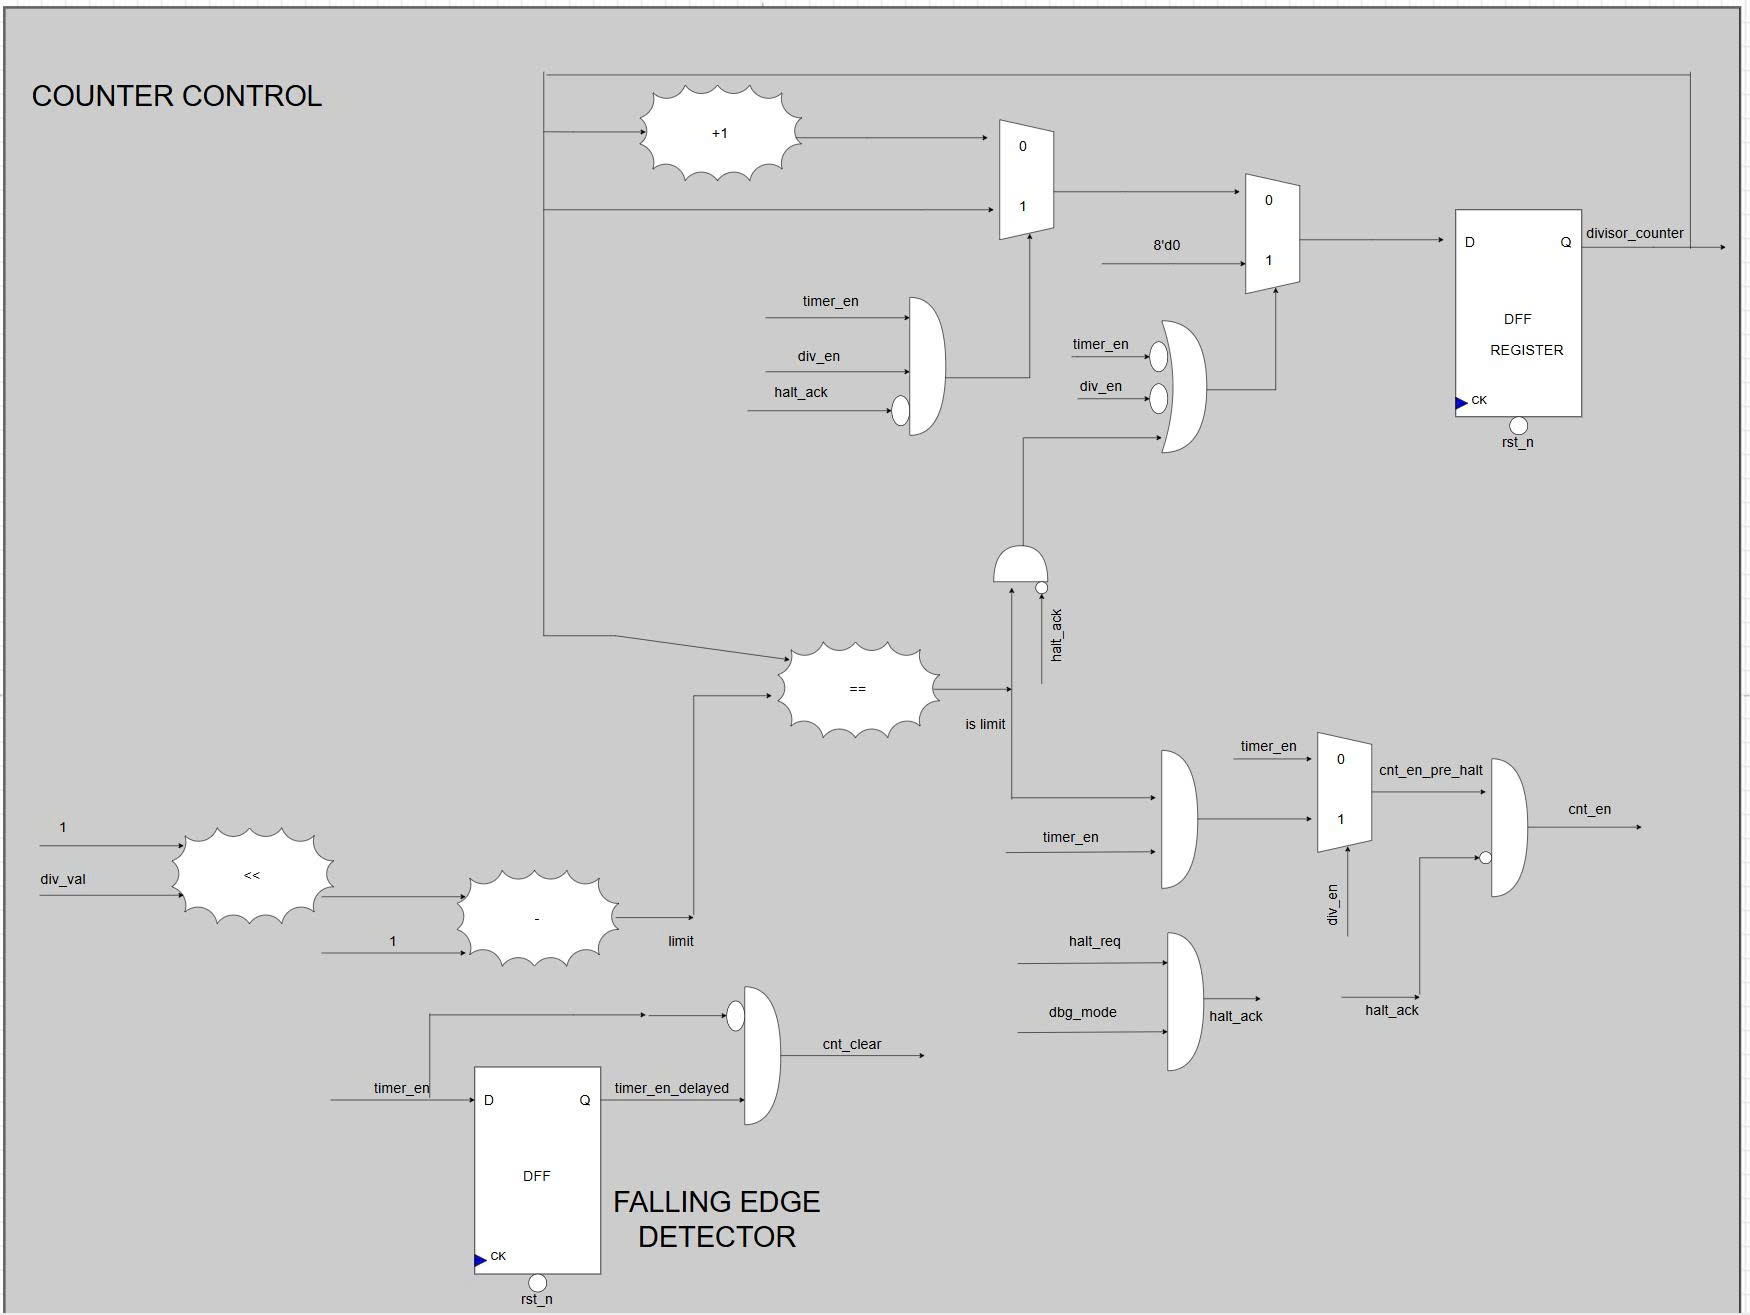 COUNTER CONTROL
+1
0
1
0
8'd0
1
divisor_counter
D
Q
DFF
REGISTER
CK
rst_n
timer_en
div_en
halt_ack
timer_en
div_en
halt_ack
==
is limit
timer_en
0
1
cnt_en_pre_halt
cnt_en
timer_en
div_en
1
div_val
<<
1
-
limit
halt_req
dbg_mode
halt_ack
halt_ack
cnt_clear
timer_en
D
Q
timer_en_delayed
DFF
CK
rst_n
FALLING EDGE
DETECTOR